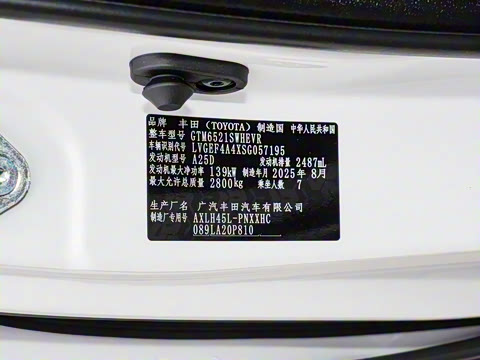 品牌 丰田(TOYOTA) 制造国 中华人民共和国
整车型号 GTM6521SWHEVR
车辆识别代号 LVGEF4A4XSG057195
发动机型号 A25D 发动机排量 2487mL
发动机最大净功率 139kW 制造年月 2025年 8月
最大允许总质量 2800kg 乘坐人数 7
生产厂名 广汽丰田汽车有限公司
制造厂专用号 AXLH45L-PNXXHC
089LA20P810